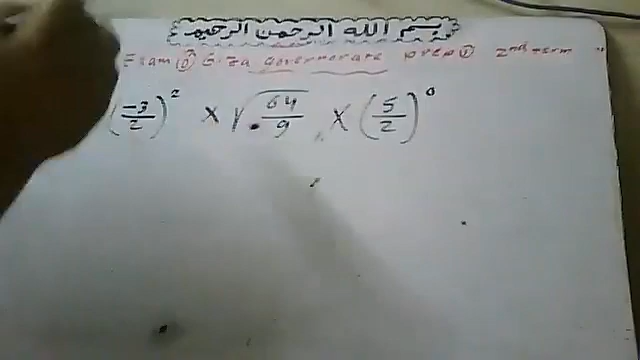 بسم الله الرحمن الرحيم
Exam ② Giza governorate prep ① 2nd term
(-3/2)² × √(64/9) × (5/2)⁰